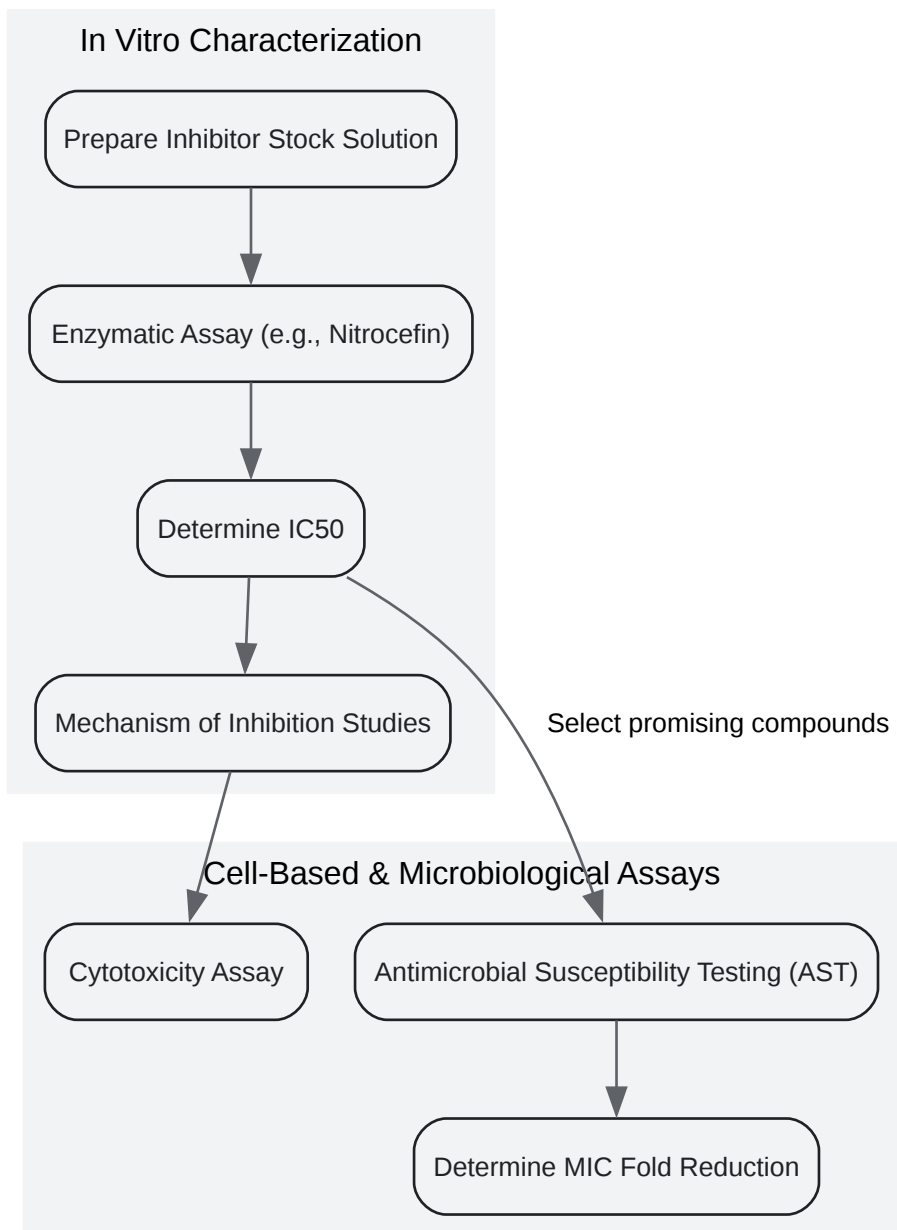 In Vitro Characterization
Prepare Inhibitor Stock Solution
Enzymatic Assay (e.g., Nitrocefin)
Determine IC50
Mechanism of Inhibition Studies
Select promising compounds
Cell-Based & Microbiological Assays
Cytotoxicity Assay
Antimicrobial Susceptibility Testing (AST)
Determine MIC Fold Reduction